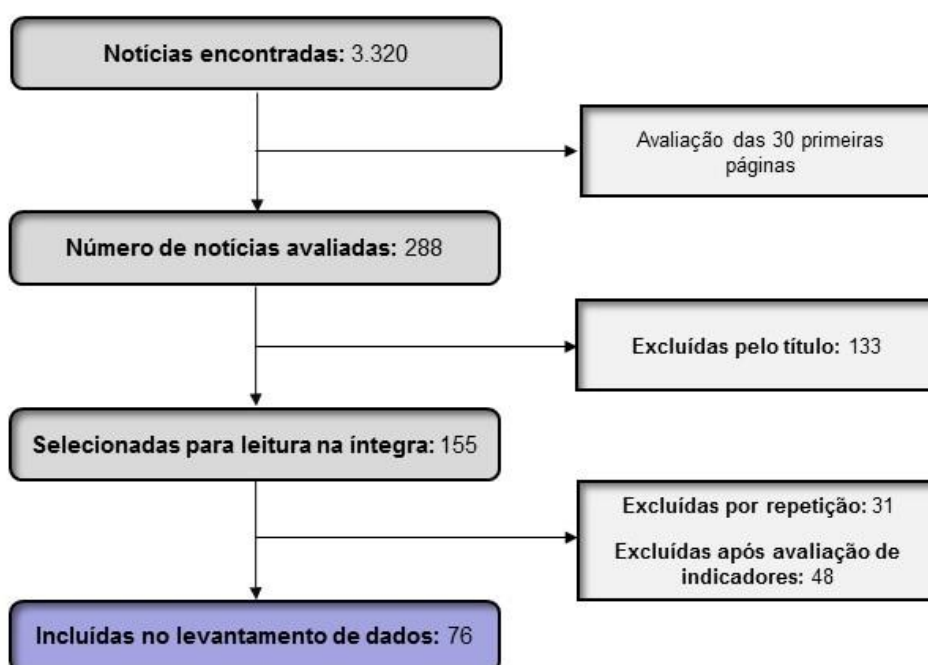 Notícias encontradas: 3.320
Avaliação das 30 primeiras
páginas
Número de notícias avaliadas: 288
Excluídas pelo título: 133
Selecionadas para leitura na íntegra: 155
Excluídas por repetição: 31
Excluídas após avaliação de
indicadores: 48
Incluídas no levantamento de dados: 76